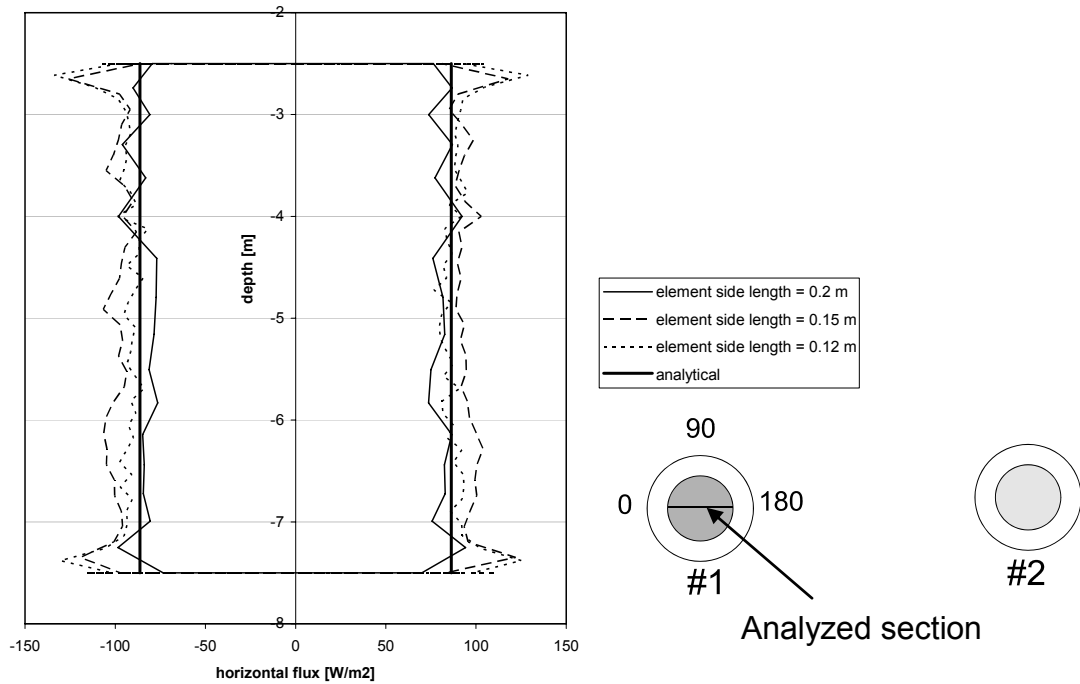 -2
-3
-4
-5
-6
-7
-8
depth [m]
-150 -100 -50 0 50 100 150
horizontal flux [W/m2]
element side length = 0.2 m
element side length = 0.15 m
element side length = 0.12 m
analytical
90
0 180
#1
#2
Analyzed section